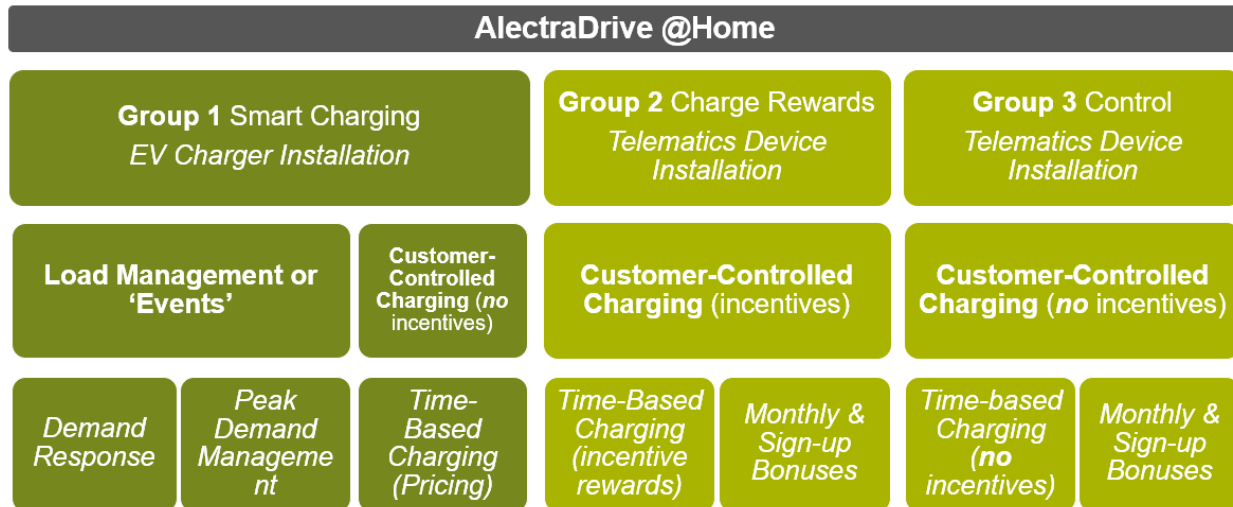 AlectraDrive @Home
Group 1 Smart Charging
EV Charger Installation
Group 2 Charge Rewards
Telematics Device
Installation
Group 3 Control
Telematics Device
Installation
Load Management or
‘Events’
Customer-
Controlled
Charging (no
incentives)
Customer-Controlled
Charging (incentives)
Customer-Controlled
Charging (no incentives)
Demand
Response
Peak
Demand
Manageme
nt
Time-
Based
Charging
(Pricing)
Time-Based
Charging
(incentive
rewards)
Monthly &
Sign-up
Bonuses
Time-based
Charging
(no
incentives)
Monthly &
Sign-up
Bonuses